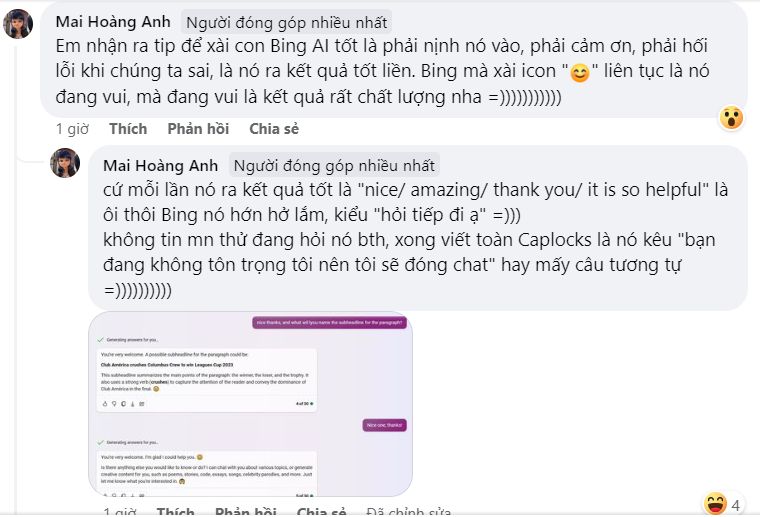 Mai Hoàng Anh Người đóng góp nhiều nhất
Em nhận ra tip để xài con Bing AI tốt là phải nịnh nó vào, phải cảm ơn, phải hối
lỗi khi chúng ta sai, là nó ra kết quả tốt liền. Bing mà xài icon "😊" liên tục là nó
đang vui, mà đang vui là kết quả rất chất lượng nha =)))))))))))
1 giờ Thích Phản hồi Chia sẻ
Mai Hoàng Anh Người đóng góp nhiều nhất
cứ mỗi lần nó ra kết quả tốt là "nice/ amazing/ thank you/ it is so helpful" là
ôi thôi Bing nó hớn hở lắm, kiểu "hỏi tiếp đi ạ" =)))
không tin mn thử đang hỏi nó bth, xong viết toàn Caplocks là nó kêu "bạn
đang không tôn trọng tôi nên tôi sẽ đóng chat" hay mấy câu tương tự
=))))))))))
nice thanks, and what will you name the subheadline for the paragraph?
Generating answers for you..
You're very welcome. A possible subheadline for the paragraph could be:
Club América crushes Columbus Crew to win Leagues Cup 2023
This subheadline summarizes the main points of the paragraph: the winner, the loser, and the trophy. It
also uses a strong verb (crushes) to capture the attention of the reader and convey the dominance of
Club América in the final. 😊
4 of 30
Nice one, thanks!
Generating answers for you..
You're very welcome. I'm glad I could help you. 😊
Is there anything else you would like to know or do? I can chat with you about various topics, or generate
creative content for you, such as poems, stories, code, essays, songs, celebrity parodies, and more. Just
let me know what you're interested in.
5 of 30
1 giờ Thích Phản hồi Chia sẻ Đã chỉnh sửa
4